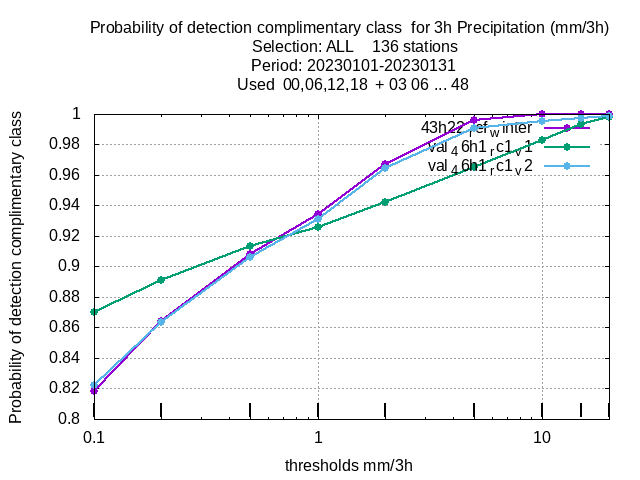 Probability of detection complimentary class for 3h Precipitation (mm/3h)
Selection: ALL 136 stations
Period: 20230101-20230131
Used 00,06,12,18 + 03 06 ... 48
Probability of detection complimentary class
1
0.98
0.96
0.94
0.92
0.9
0.88
0.86
0.84
0.82
0.8
43h22_ref_winter
val_46h1_rc1_v1
val_46h1_rc1_v2
0.1
1
10
thresholds mm/3h